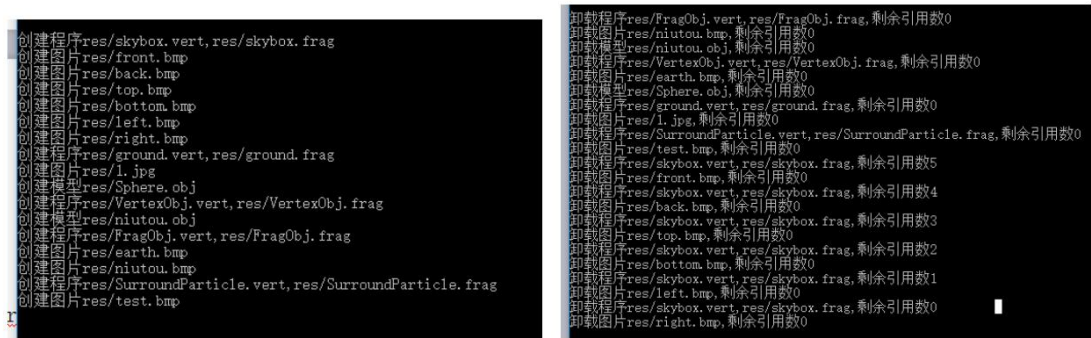 创建程序res/skybox.vert,res/skybox.frag
创建图片res/front.bmp
创建图片res/back.bmp
创建图片res/top.bmp
创建图片res/bottom.bmp
创建图片res/left.bmp
创建图片res/right.bmp
创建程序res/ground.vert,res/ground.frag
创建图片res/1.jpg
创建模型res/Sphere.obj
创建程序res/VertexObj.vert,res/VertexObj.frag
创建模型res/niutou.obj
创建程序res/FragObj.vert,res/FragObj.frag
创建图片res/earth.bmp
创建图片res/niutou.bmp
创建程序res/SurroundParticle.vert,res/SurroundParticle.frag
创建图片res/test.bmp
r
卸载程序res/FragObj.vert,res/FragObj.frag,剩余引用数0
卸载图片res/niutou.bmp,剩余引用数0
卸载模型res/niutou.obj,剩余引用数0
卸载程序res/VertexObj.vert,res/VertexObj.frag,剩余引用数0
卸载图片res/earth.bmp,剩余引用数0
卸载模型res/Sphere.obj,剩余引用数0
卸载程序res/ground.vert,res/ground.frag,剩余引用数0
卸载图片res/1.jpg,剩余引用数0
卸载程序res/SurroundParticle.vert,res/SurroundParticle.frag,剩余引用数0
卸载图片res/test.bmp,剩余引用数0
卸载程序res/skybox.vert,res/skybox.frag,剩余引用数5
卸载图片res/front.bmp,剩余引用数0
卸载程序res/skybox.vert,res/skybox.frag,剩余引用数4
卸载图片res/back.bmp,剩余引用数0
卸载程序res/skybox.vert,res/skybox.frag,剩余引用数3
卸载图片res/top.bmp,剩余引用数0
卸载程序res/skybox.vert,res/skybox.frag,剩余引用数2
卸载图片res/bottom.bmp,剩余引用数0
卸载程序res/skybox.vert,res/skybox.frag,剩余引用数1
卸载图片res/left.bmp,剩余引用数0
卸载程序res/skybox.vert,res/skybox.frag,剩余引用数0
卸载图片res/right.bmp,剩余引用数0